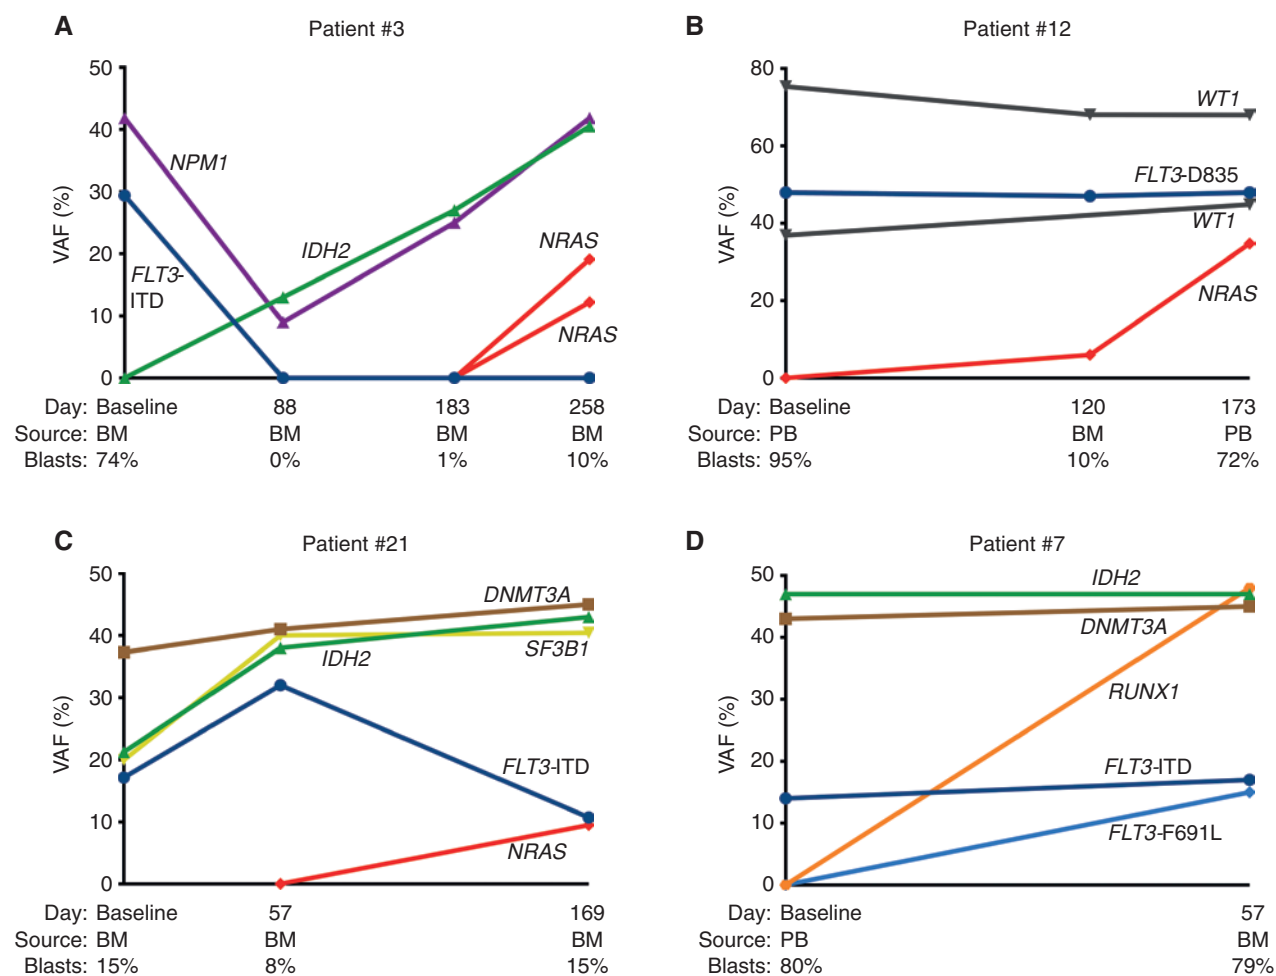 A
Patient #3
50
40
30
20
10
0
VAF (%)
NPM1
FLT3-
ITD
IDH2
NRAS
NRAS
Day: Baseline 88 183 258
Source: BM BM BM BM
Blasts: 74% 0% 1% 10%
B
Patient #12
80
60
40
20
0
VAF (%)
WT1
FLT3-D835
WT1
NRAS
Day: Baseline 120 173
Source: PB BM PB
Blasts: 95% 10% 72%
C
Patient #21
50
40
30
20
10
0
VAF (%)
DNMT3A
SF3B1
IDH2
FLT3-ITD
NRAS
Day: Baseline 57 169
Source: BM BM BM
Blasts: 15% 8% 15%
D
Patient #7
50
40
30
20
10
0
VAF (%)
IDH2
DNMT3A
RUNX1
FLT3-ITD
FLT3-F691L
Day: Baseline 57
Source: PB BM
Blasts: 80% 79%